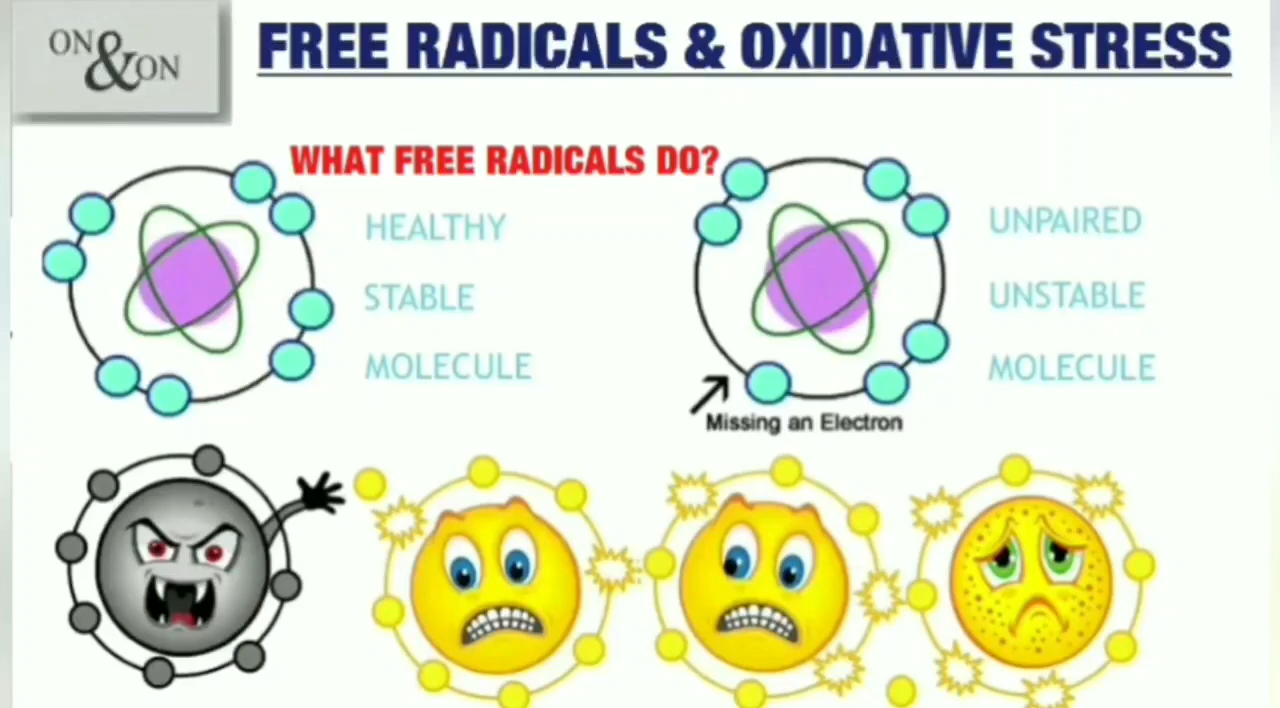 ON & ON
FREE RADICALS & OXIDATIVE STRESS
WHAT FREE RADICALS DO?
HEALTHY
STABLE
MOLECULE
UNPAIRED
UNSTABLE
MOLECULE
Missing an Electron